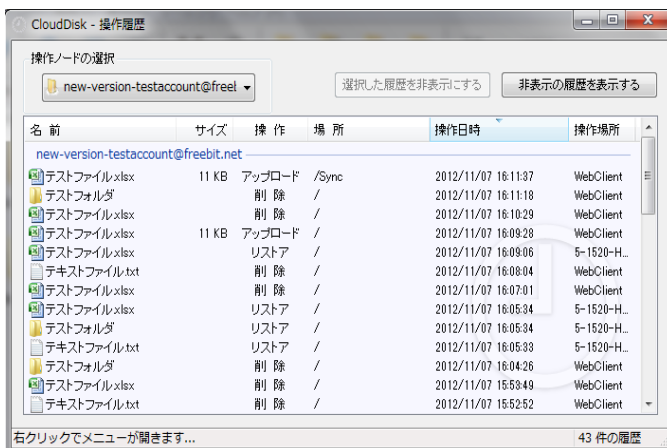 CloudDisk - 操作履歴
操作ノードの選択
new-version-testaccount@freel
選択した履歴を非表示にする
非表示の履歴を表示する
名 前 サイズ 操 作 場 所 操作日時 操作場所
new-version-testaccount@freebit.net
テストファイル.xlsx 11 KB アップロード /Sync 2012/11/07 16:11:37 WebClient
テストフォルダ 削 除 / 2012/11/07 16:11:18 WebClient
テストファイル.xlsx 削 除 / 2012/11/07 16:10:29 WebClient
テストファイル.xlsx 11 KB アップロード / 2012/11/07 16:09:28 WebClient
テストファイル.xlsx リストア / 2012/11/07 16:09:06 5-1520-H...
テキストファイル.txt 削 除 / 2012/11/07 16:08:04 WebClient
テストファイル.xlsx 削 除 / 2012/11/07 16:07:01 WebClient
テストファイル.xlsx リストア / 2012/11/07 16:05:34 5-1520-H...
テストフォルダ リストア / 2012/11/07 16:05:34 5-1520-H...
テキストファイル.txt リストア / 2012/11/07 16:05:33 5-1520-H...
テストフォルダ 削 除 / 2012/11/07 16:04:26 WebClient
テストファイル.xlsx 削 除 / 2012/11/07 15:53:49 WebClient
テキストファイル.txt 削 除 / 2012/11/07 15:52:52 WebClient
右クリックでメニューが開きます...
43 件の履歴